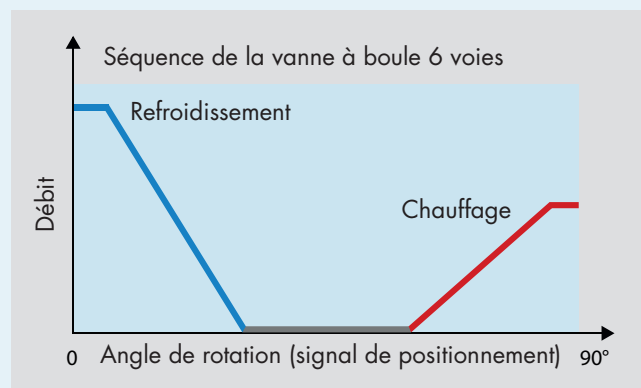 Séquence de la vanne à boule 6 voies
Refroidissement
Chauffage
Débit
0 Angle de rotation (signal de positionnement) 90°